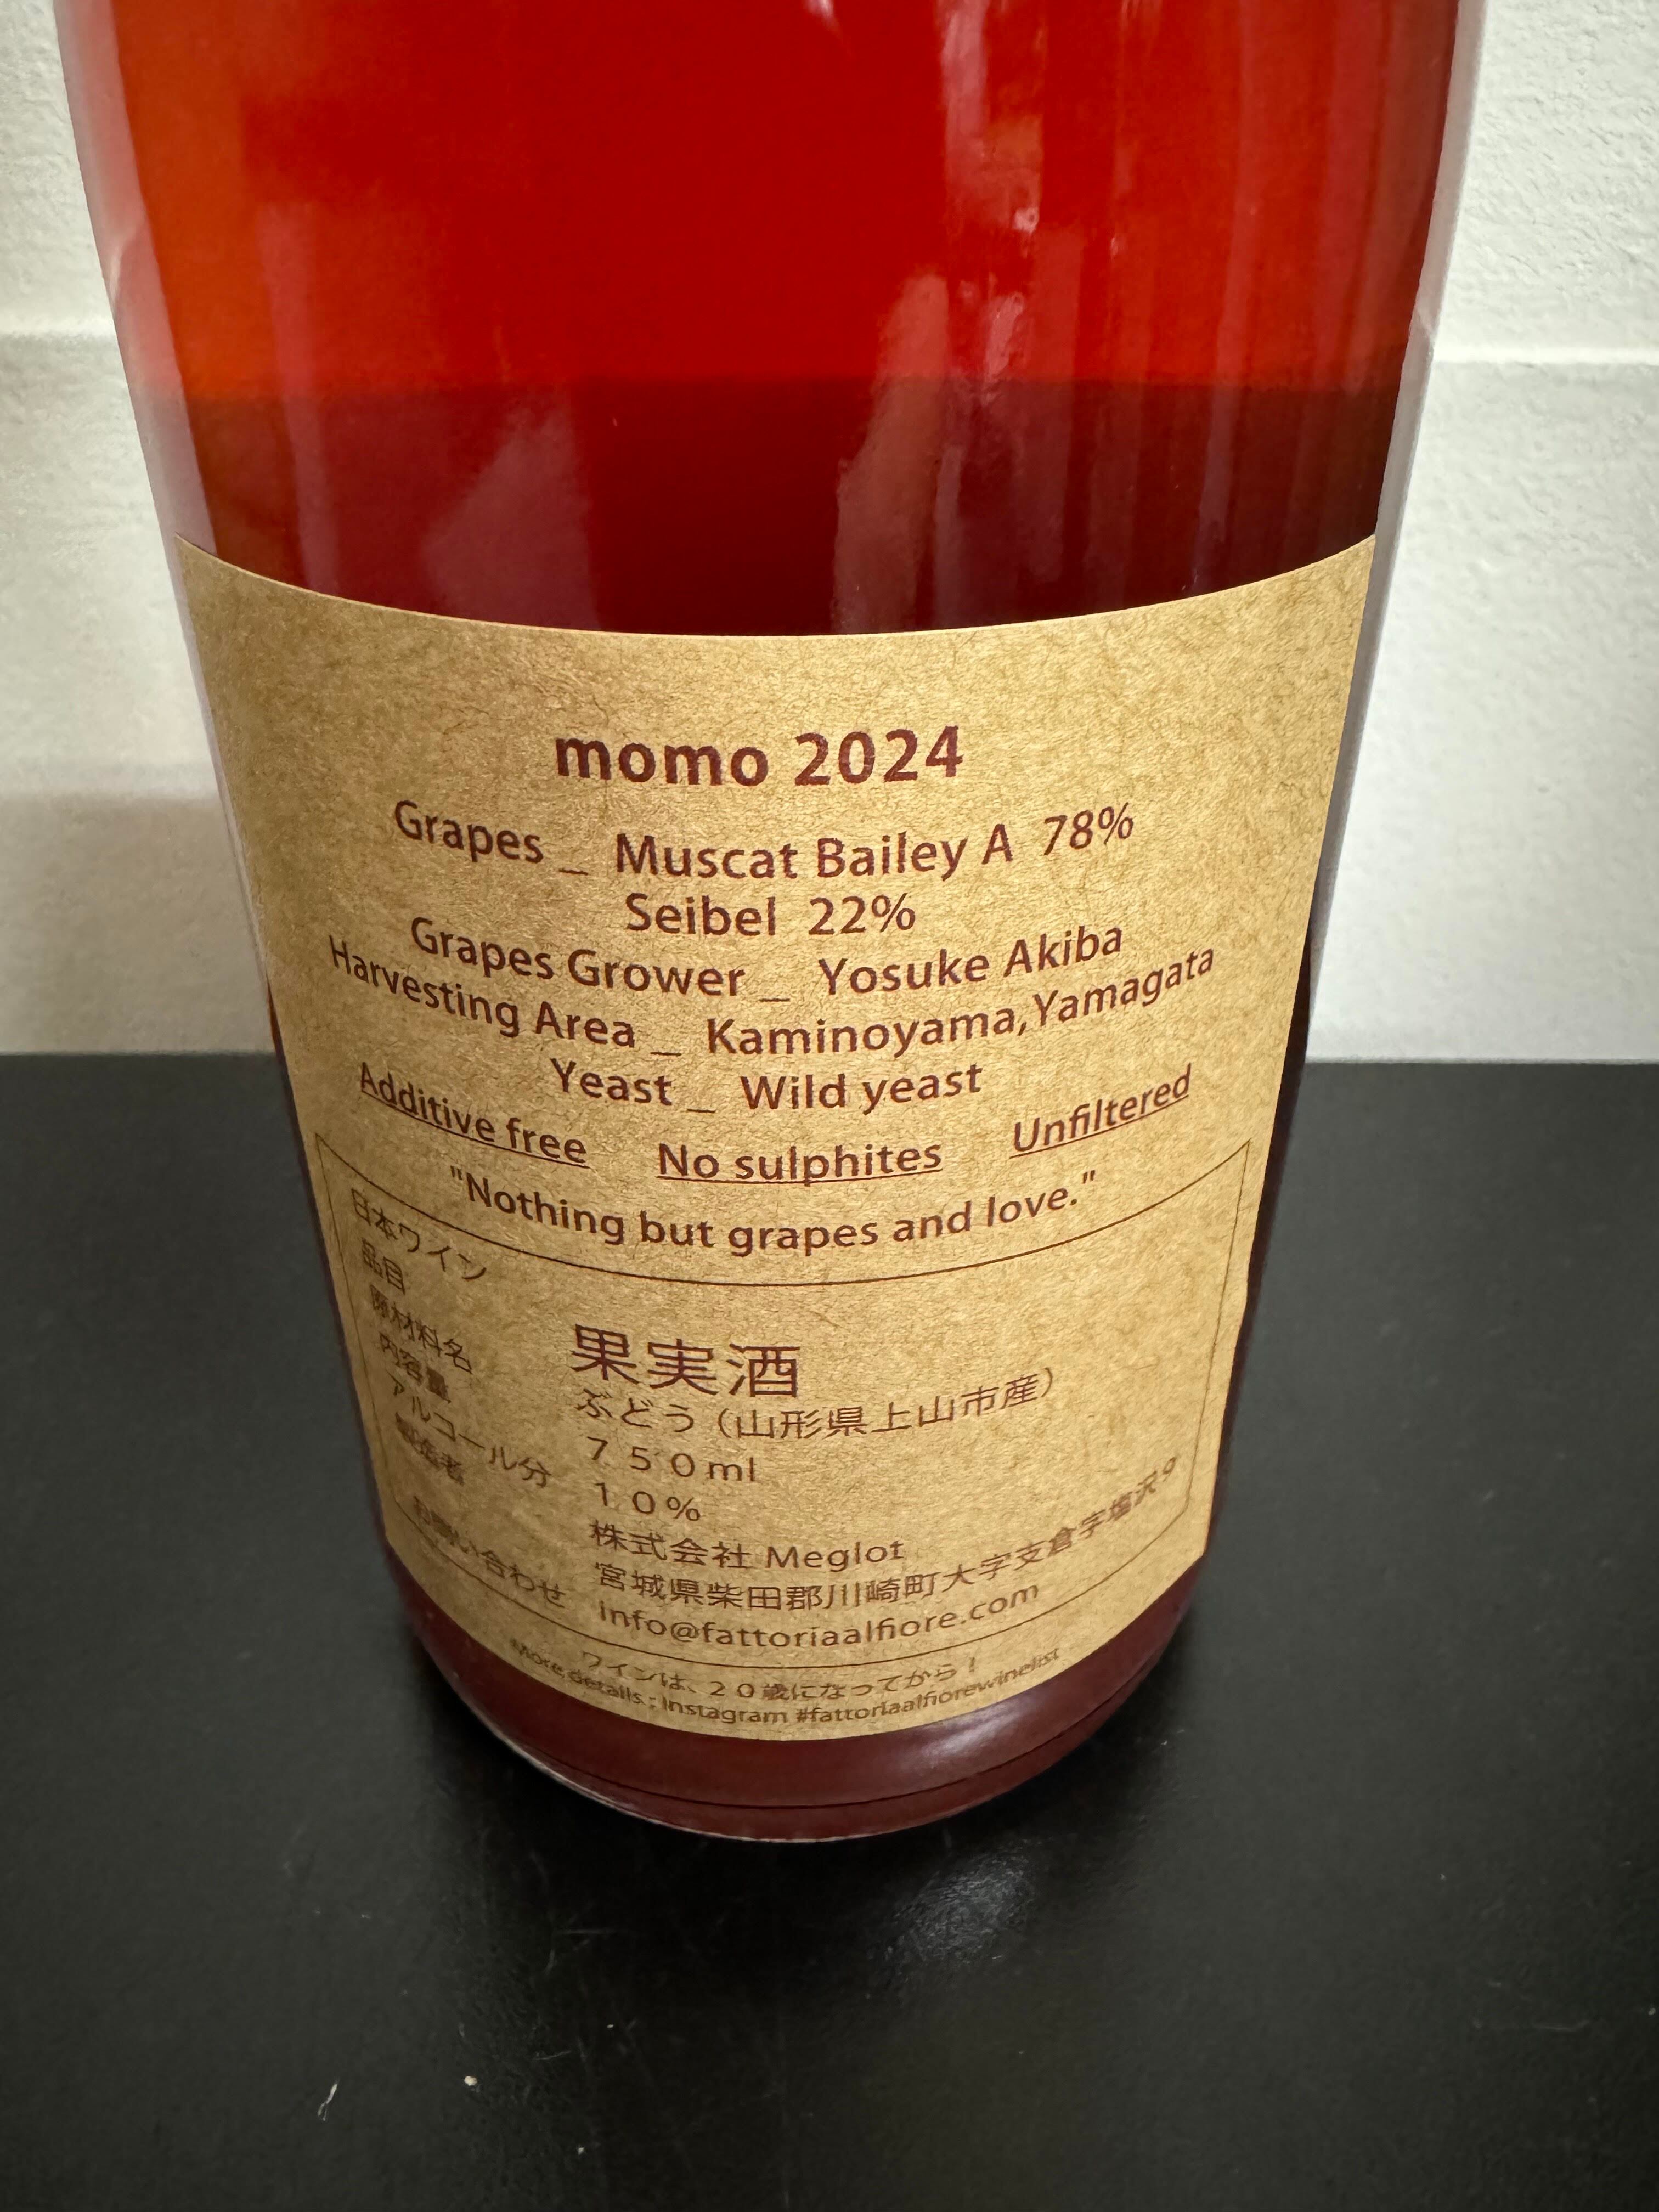 momo 2024
Grapes _ Muscat Bailey A 78%
Seibel 22%
Grapes Grower _ Yosuke Akiba
Harvesting Area _ Kaminoyama,Yamagata
Yeast _ Wild yeast
Additive free No sulphites Unfiltered
"Nothing but grapes and love."
日本ワイン
品目 果実酒
原材料名 ぶどう（山形県上山市産）
内容量 ７５０ml
アルコール分 １０%
製造者 株式会社 Meglot
宮城県柴田郡川崎町大字支倉字塩沢９
お問い合わせ info@fattoriaalfiore.com
ワインは、２０歳になってから！
More details : Instagram #fattoriaalfiorewinelist